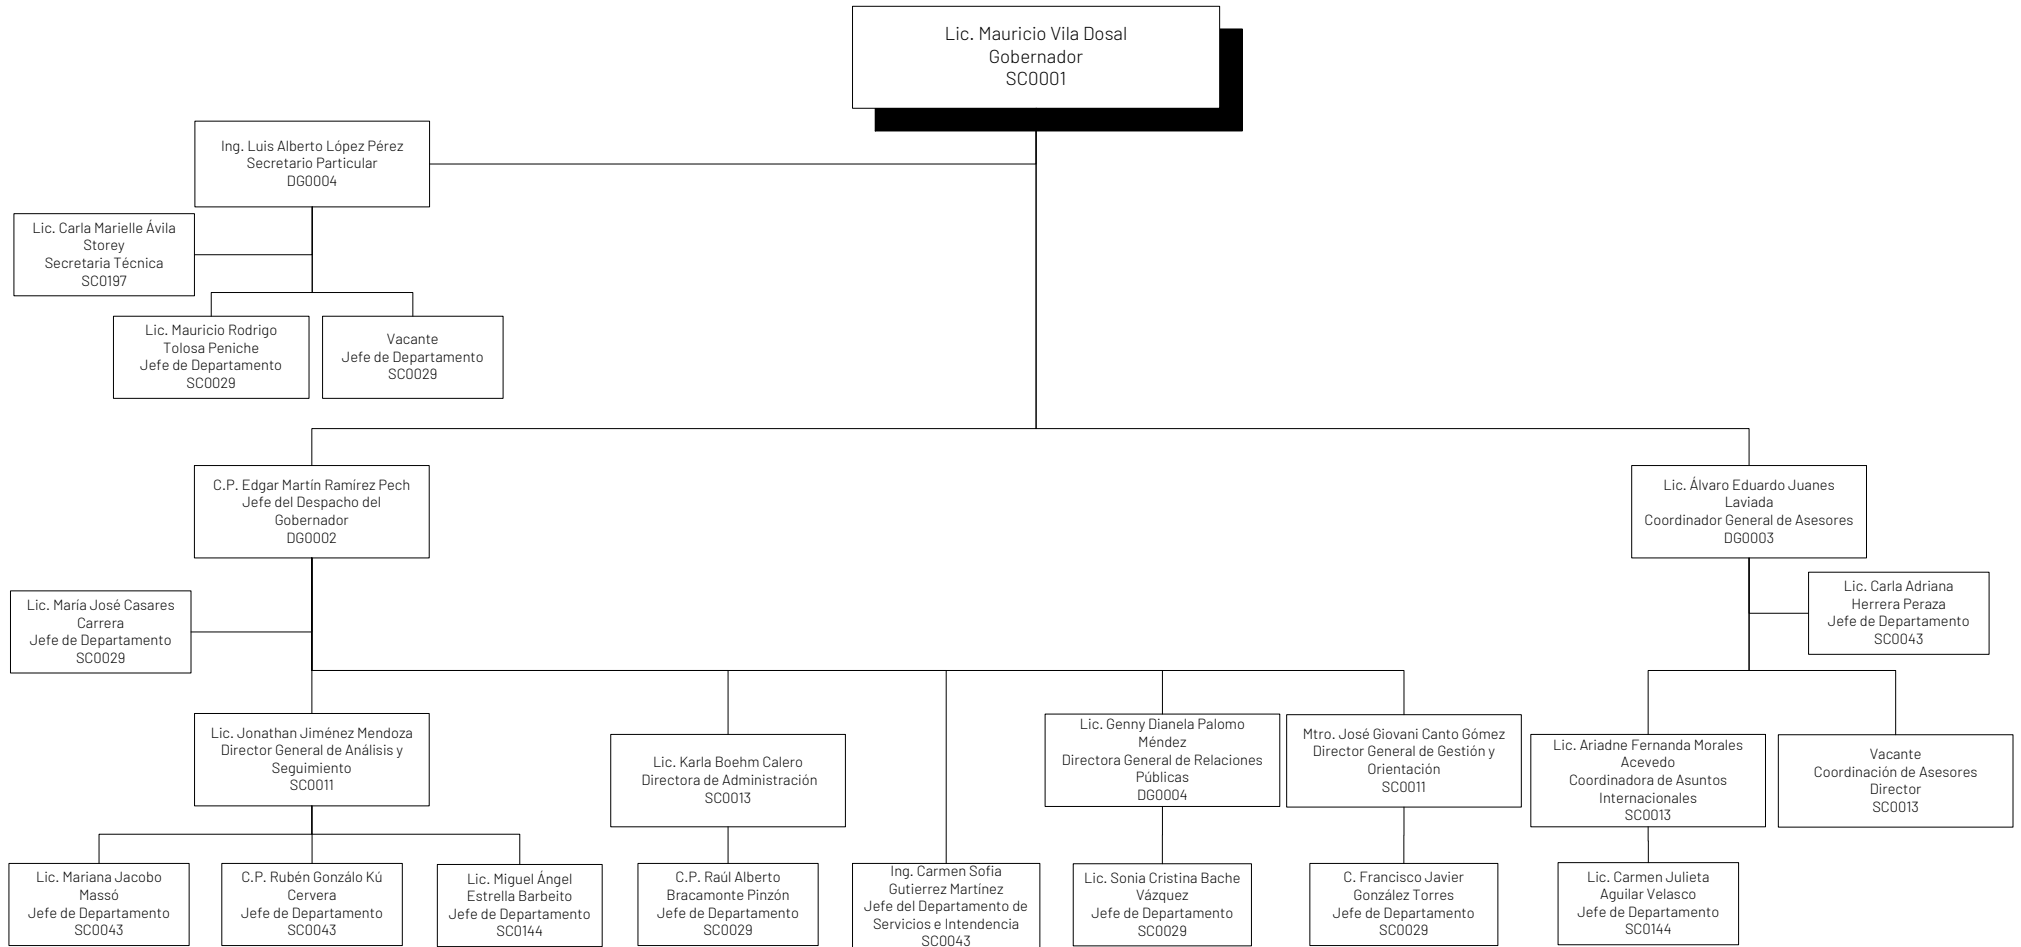 Lic. Mauricio Vila Dosal
Gobernador
SC0001
Ing. Luis Alberto López Pérez
Secretario Particular
DG0004
Lic. Carla Marielle Ávila
Storey
Secretaria Técnica
SC0197
Lic. Mauricio Rodrigo
Tolosa Peniche
Jefe de Departamento
SC0029
Vacante
Jefe de Departamento
SC0029
C.P. Edgar Martín Ramírez Pech
Jefe del Despacho del
Gobernador
DG0002
Lic. Álvaro Eduardo Juanes
Laviada
Coordinador General de Asesores
DG0003
Lic. María José Casares
Carrera
Jefe de Departamento
SC0029
Lic. Carla Adriana
Herrera Peraza
Jefe de Departamento
SC0043
Lic. Jonathan Jiménez Mendoza
Director General de Análisis y
Seguimiento
SC0011
Lic. Karla Boehm Calero
Directora de Administración
SC0013
Lic. Genny Dianela Palomo
Méndez
Directora General de Relaciones
Públicas
DG0004
Mtro. José Giovani Canto Gómez
Director General de Gestión y
Orientación
SC0011
Lic. Ariadne Fernanda Morales
Acevedo
Coordinadora de Asuntos
Internacionales
SC0013
Vacante
Coordinación de Asesores
Director
SC0013
Lic. Mariana Jacobo
Massó
Jefe de Departamento
SC0043
C.P. Rubén Gonzálo Kú
Cervera
Jefe de Departamento
SC0043
Lic. Miguel Ángel
Estrella Barbeito
Jefe de Departamento
SC0144
C.P. Raúl Alberto
Bracamonte Pinzón
Jefe de Departamento
SC0029
Ing. Carmen Sofia
Gutierrez Martínez
Jefe del Departamento de
Servicios e Intendencia
SC0043
Lic. Sonia Cristina Bache
Vázquez
Jefe de Departamento
SC0029
C. Francisco Javier
González Torres
Jefe de Departamento
SC0029
Lic. Carmen Julieta
Aguilar Velasco
Jefe de Departamento
SC0144